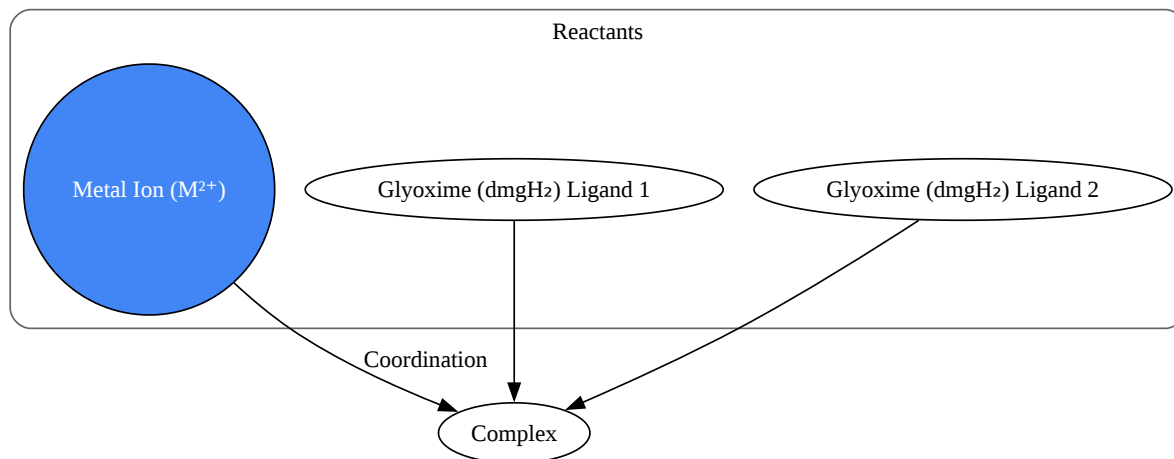 Reactants
Metal Ion (M²⁺)
Glyoxime (dmgH₂) Ligand 1
Glyoxime (dmgH₂) Ligand 2
Coordination
Complex